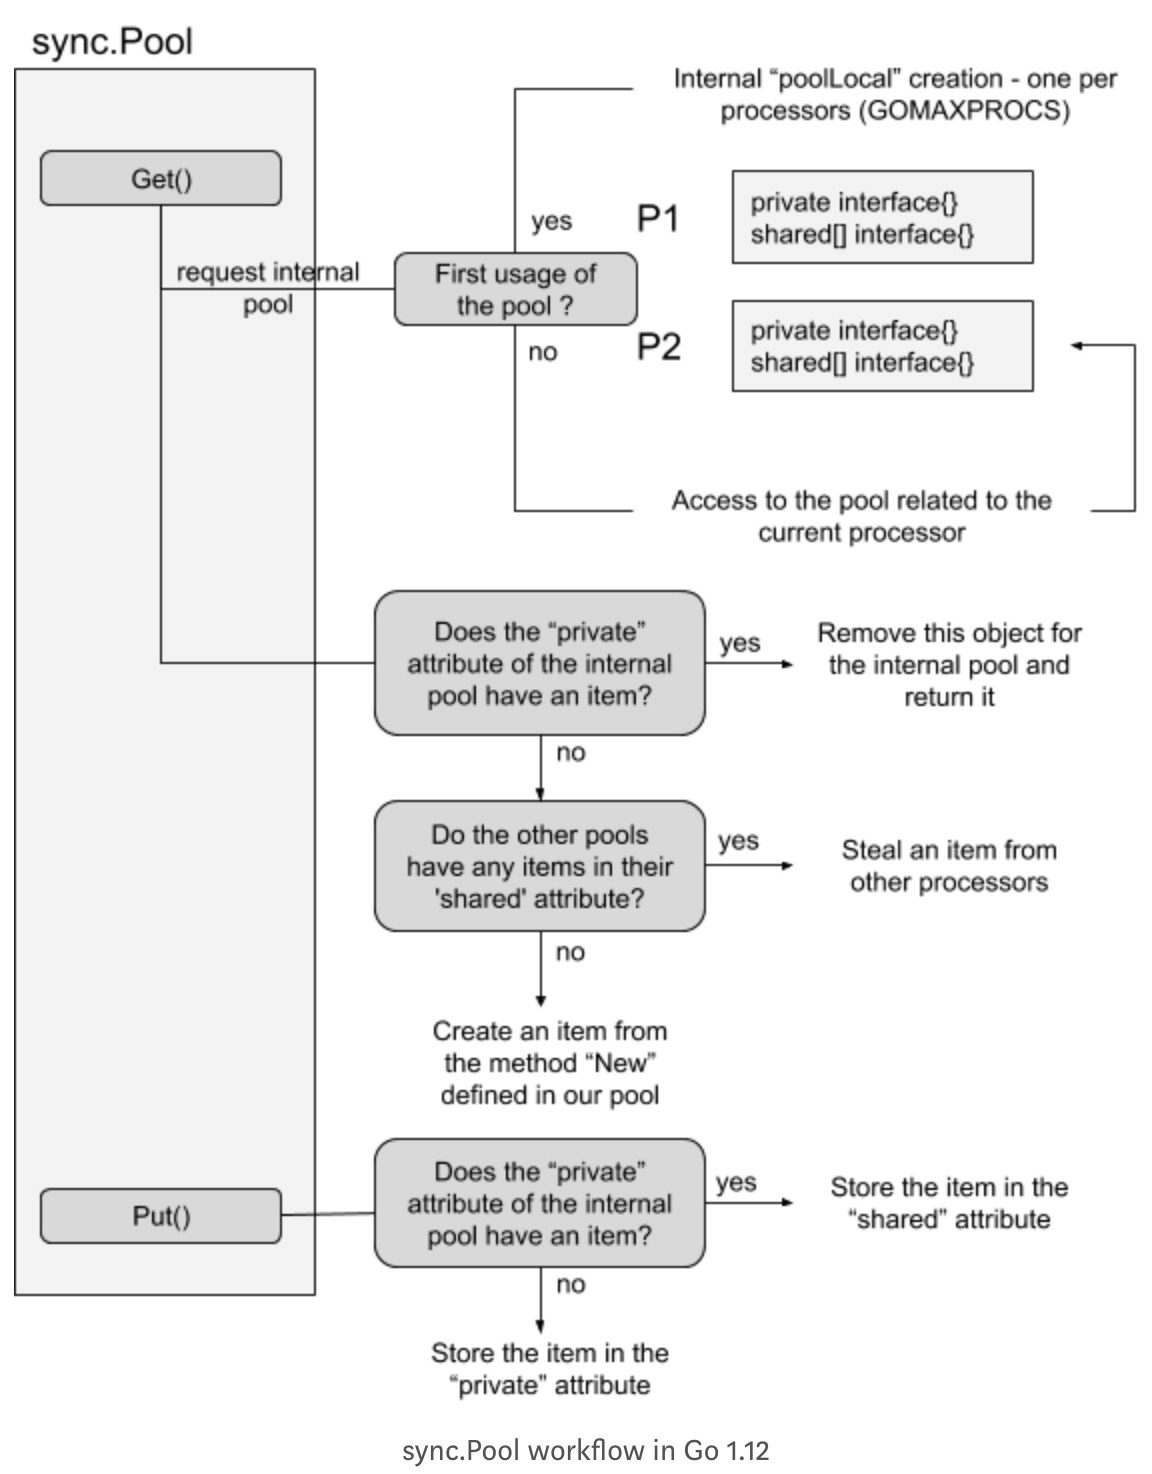 sync.Pool
Internal “poolLocal” creation - one per
processors (GOMAXPROCS)
Get()
yes
P1
private interface{}
shared[] interface{}
request internal
pool
First usage of
the pool ?
no
P2
private interface{}
shared[] interface{}
Access to the pool related to the
current processor
Does the “private”
attribute of the internal
pool have an item?
yes
Remove this object for
the internal pool and
return it
no
Do the other pools
have any items in their
'shared' attribute?
yes
Steal an item from
other processors
no
Create an item from
the method “New”
defined in our pool
Put()
Does the “private”
attribute of the internal
pool have an item?
yes
Store the item in the
“shared” attribute
no
Store the item in the
“private” attribute
sync.Pool workflow in Go 1.12